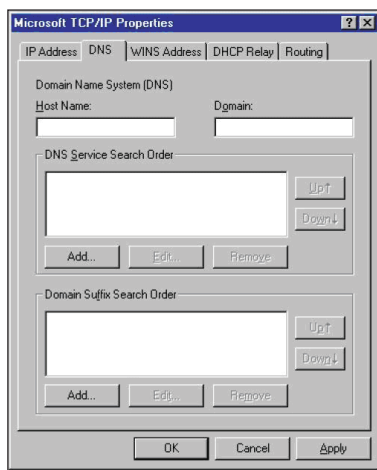 Microsoft TCP/IP Properties
IP Address DNS WINS Address DHCP Relay Routing
Domain Name System (DNS)
Host Name: Domain:
DNS Service Search Order
Up↑
Down↓
Add... Edit... Remove
Domain Suffix Search Order
Up↑
Down↓
Add... Edit... Remove
OK Cancel Apply